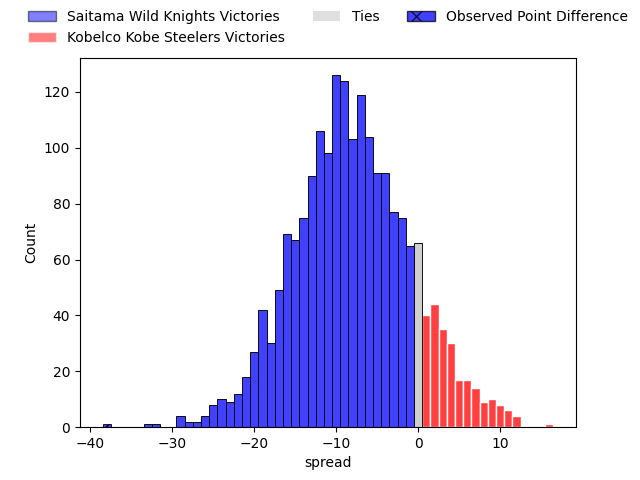 Saitama Wild Knights Victories
Kobelco Kobe Steelers Victories
Ties
Observed Point Difference
120
100
80
60
40
20
0
Count
−40 −30 −20 −10 0 10
spread